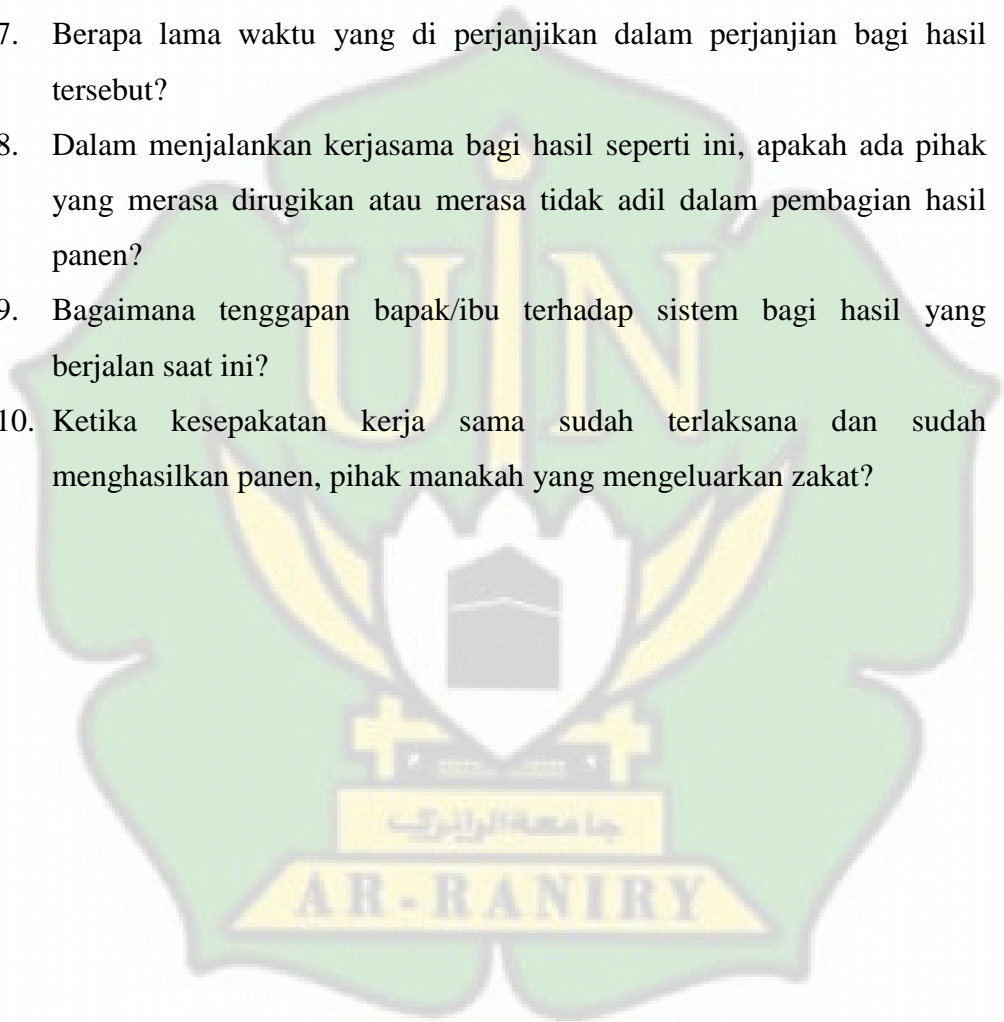 7. Berapa lama waktu yang di perjanjikan dalam perjanjian bagi hasil
tersebut?
8. Dalam menjalankan kerjasama bagi hasil seperti ini, apakah ada pihak
yang merasa dirugikan atau merasa tidak adil dalam pembagian hasil
panen?
9. Bagaimana tenggapan bapak/ibu terhadap sistem bagi hasil yang
berjalan saat ini?
10. Ketika kesepakatan kerja sama sudah terlaksana dan sudah
menghasilkan panen, pihak manakah yang mengeluarkan zakat?
UIN
جامعة الرانري
AR-RANIRY